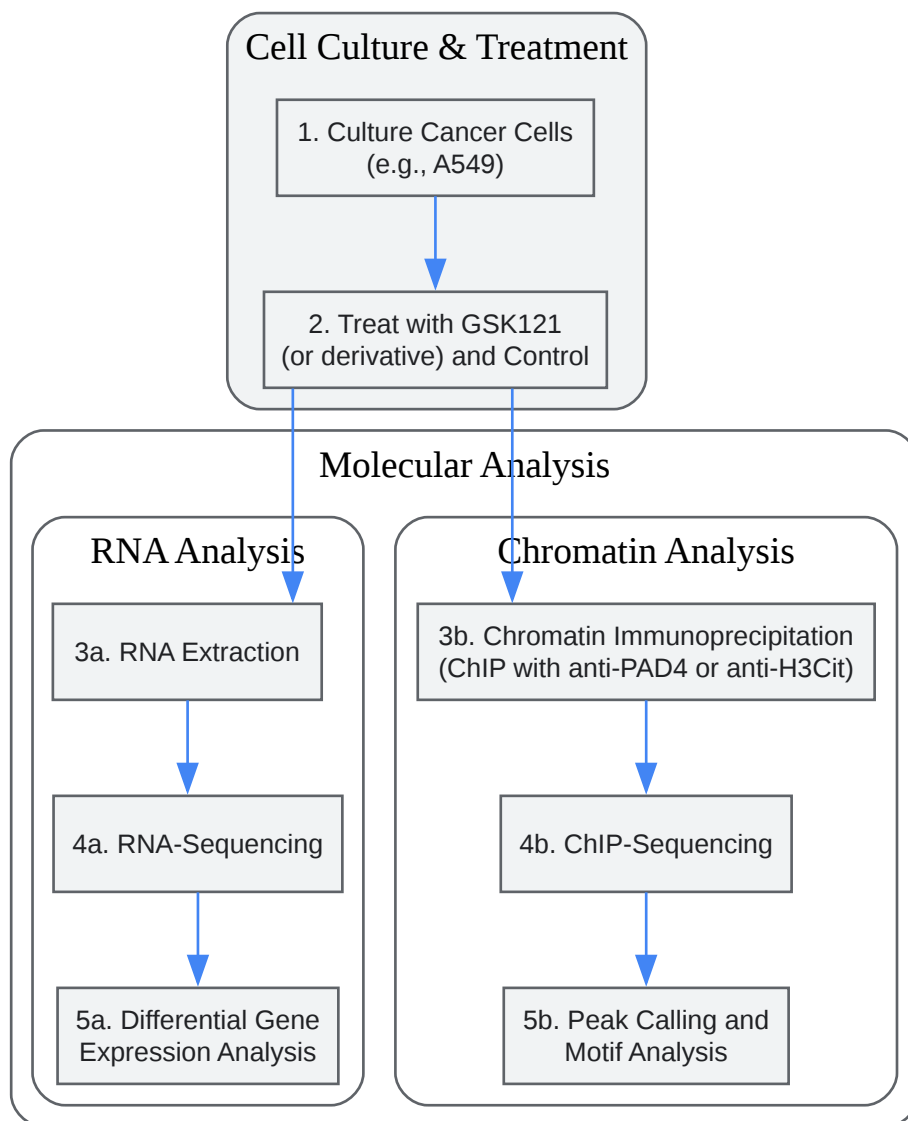 Cell Culture & Treatment
1. Culture Cancer Cells
(e.g., A549)
2. Treat with GSK121
(or derivative) and Control
Molecular Analysis
RNA Analysis
3a. RNA Extraction
4a. RNA-Sequencing
5a. Differential Gene
Expression Analysis
Chromatin Analysis
3b. Chromatin Immunoprecipitation
(ChIP with anti-PAD4 or anti-H3Cit)
4b. ChIP-Sequencing
5b. Peak Calling and
Motif Analysis